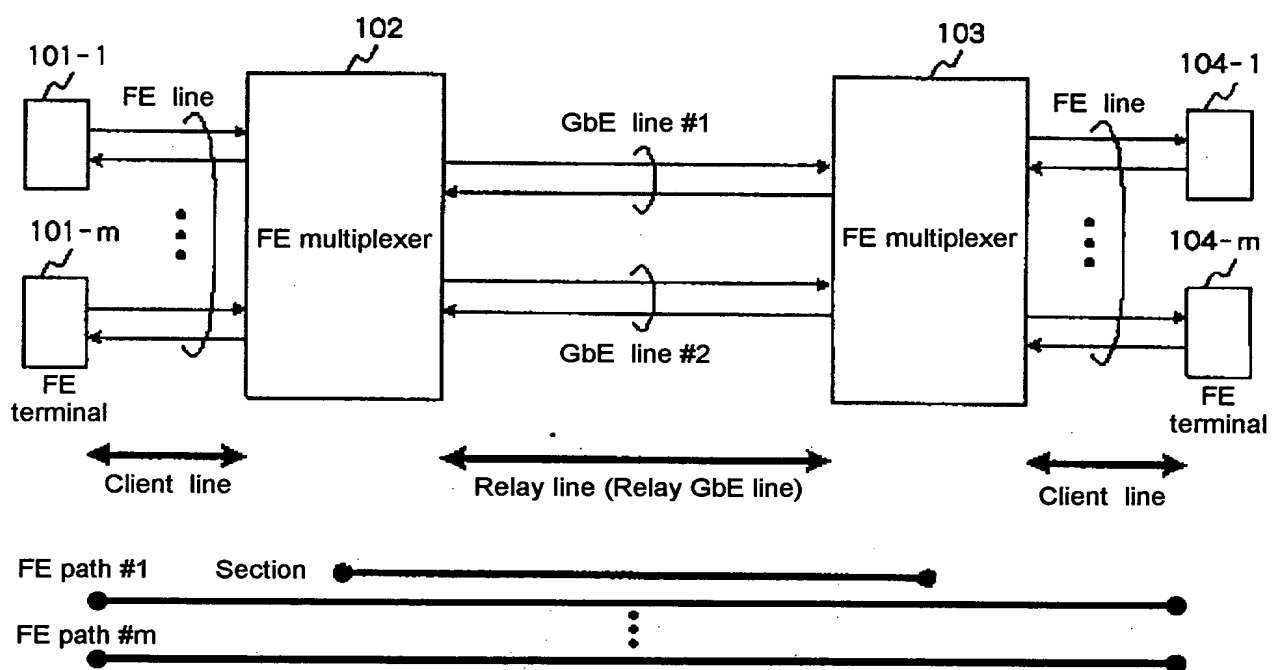 102
103
101-1
104-1
FE line
FE line
GbE line #1
101-m
FE multiplexer
FE multiplexer
104-m
GbE line #2
FE
terminal
FE
terminal
Client line
Relay line (Relay GbE line)
Client line
FE path #1
Section
FE path #m